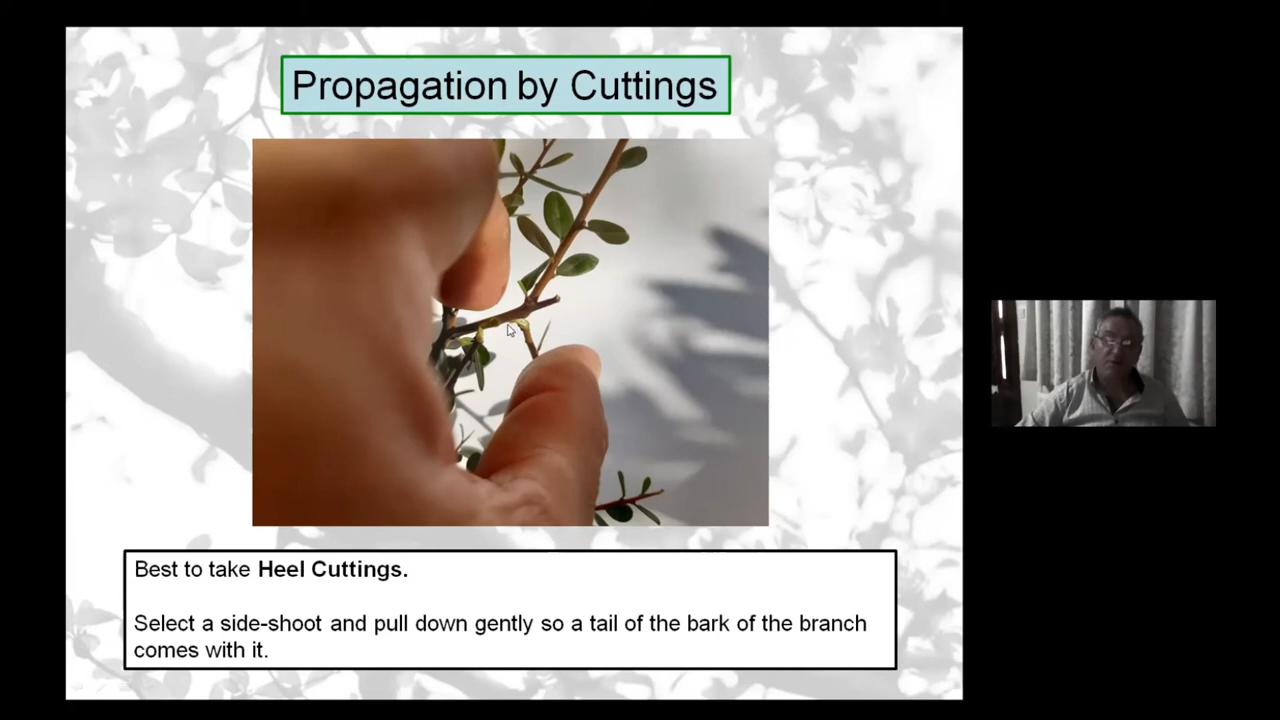 Propagation by Cuttings
Best to take Heel Cuttings.
Select a side-shoot and pull down gently so a tail of the bark of the branch
comes with it.